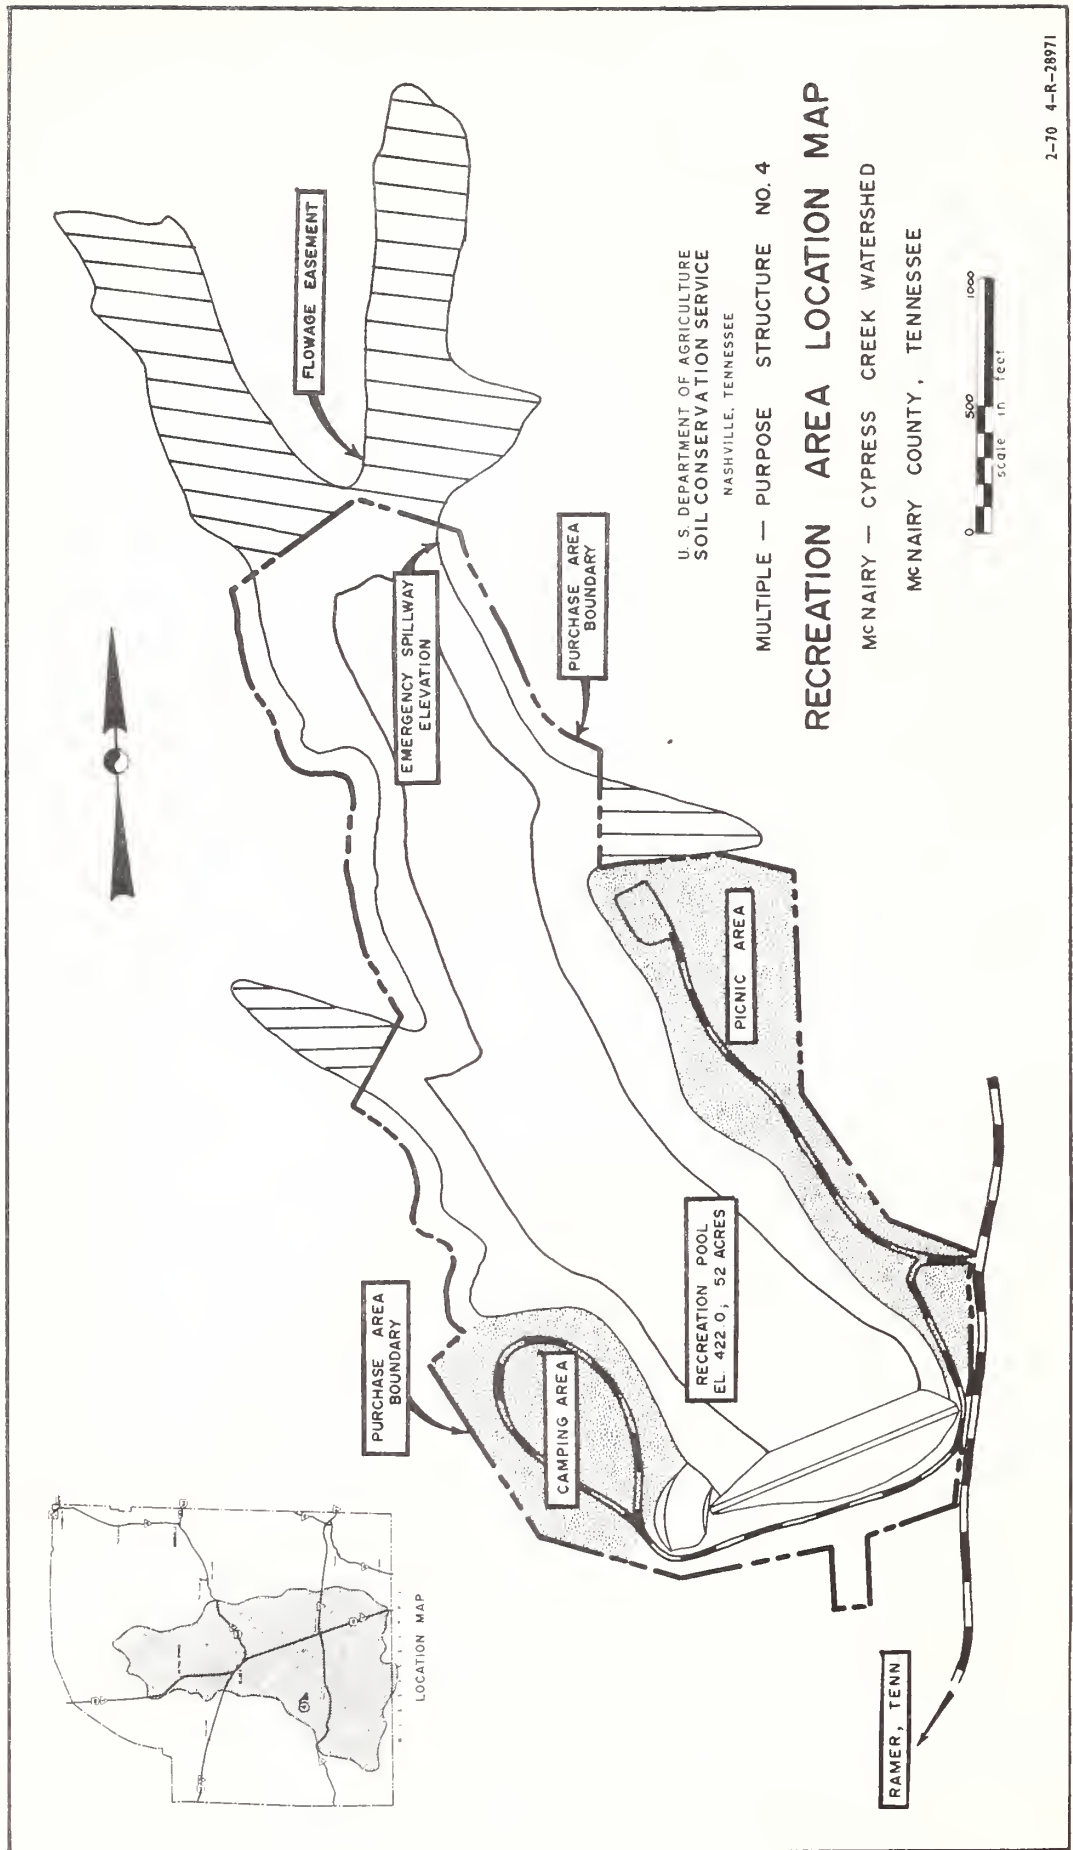 FLOWAGE EASEMENT
EMERGENCY SPILLWAY
ELEVATION
PURCHASE AREA
BOUNDARY
PICNIC AREA
RECREATION POOL
EL. 422.0; 52 ACRES
CAMPING AREA
PURCHASE AREA
BOUNDARY
LOCATION MAP
RAMER, TENN
U. S. DEPARTMENT OF AGRICULTURE
SOIL CONSERVATION SERVICE
NASHVILLE, TENNESSEE
MULTIPLE — PURPOSE STRUCTURE NO. 4
RECREATION AREA LOCATION MAP
McNAIRY — CYPRESS CREEK WATERSHED
McNAIRY COUNTY, TENNESSEE
0 500 1000
scale in feet
2-70 4-R-28971